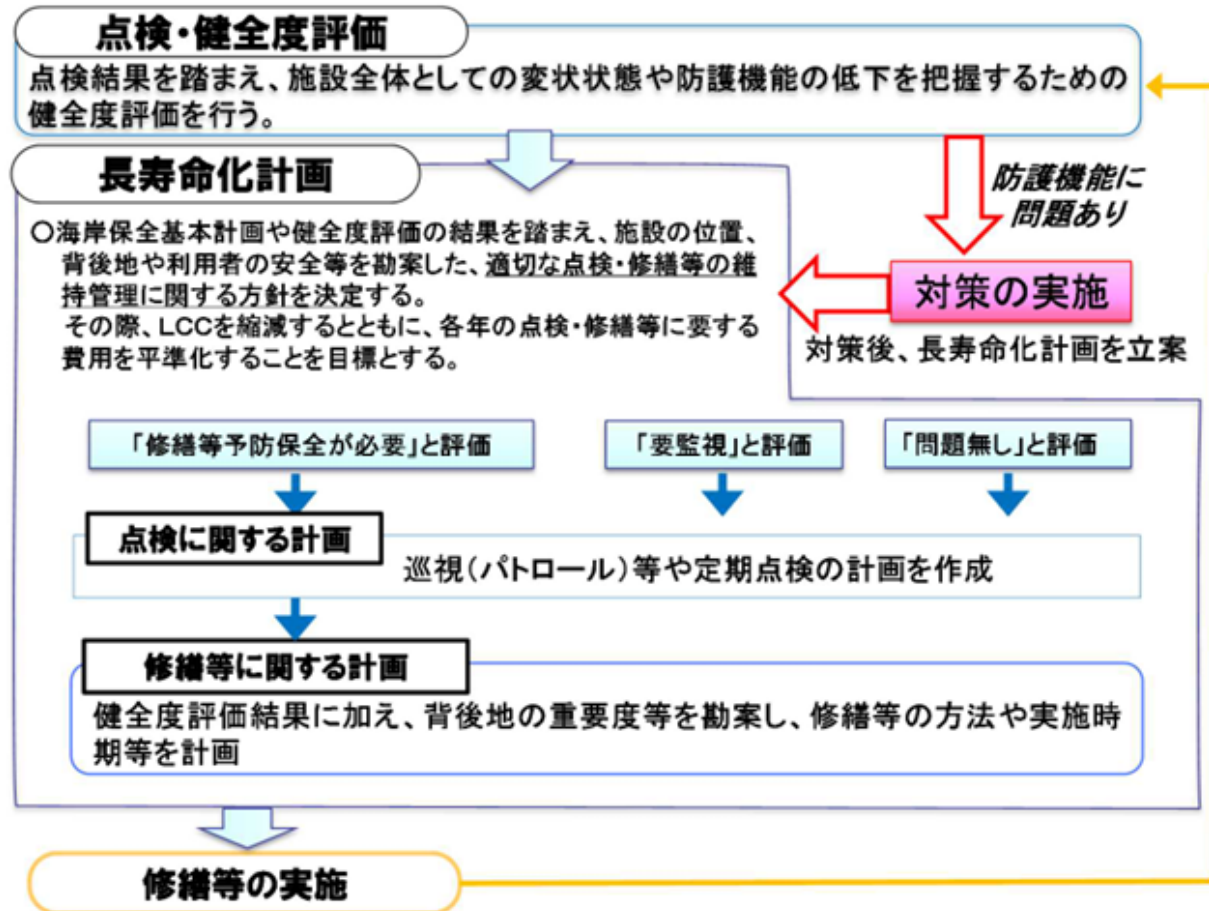 点検・健全度評価
点検結果を踏まえ、施設全体としての変状状態や防護機能の低下を把握するための
健全度評価を行う。
防護機能に
問題あり
対策の実施
対策後、長寿命化計画を立案
長寿命化計画
○海岸保全基本計画や健全度評価の結果を踏まえ、施設の位置、
背後地や利用者の安全等を勘案した、適切な点検・修繕等の維
持管理に関する方針を決定する。
その際、LCCを縮減するとともに、各年の点検・修繕等に要する
費用を平準化することを目標とする。
「修繕等予防保全が必要」と評価
「要監視」と評価
「問題無し」と評価
点検に関する計画
巡視(パトロール)等や定期点検の計画を作成
修繕等に関する計画
健全度評価結果に加え、背後地の重要度等を勘案し、修繕等の方法や実施時
期等を計画
修繕等の実施